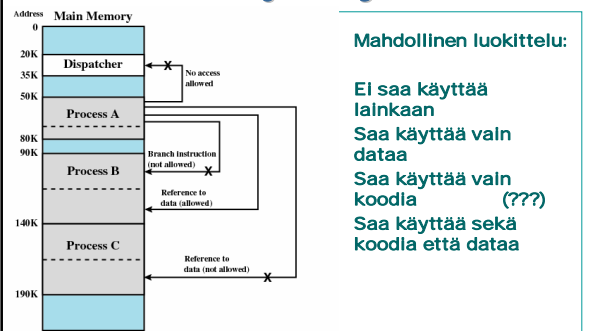 Address Main Memory
0
20K
Dispatcher
35K
No access
allowed
50K
Process A
80K
90K
Branch instruction
(not allowed)
Process B
Reference to
data (allowed)
140K
Process C
Reference to
data (not allowed)
190K
Mahdollinen luokittelu:
Ei saa käyttää
lainkaan
Saa käyttää vain
dataa
Saa käyttää vain
koodia (???)
Saa käyttää sekä
koodia että dataa